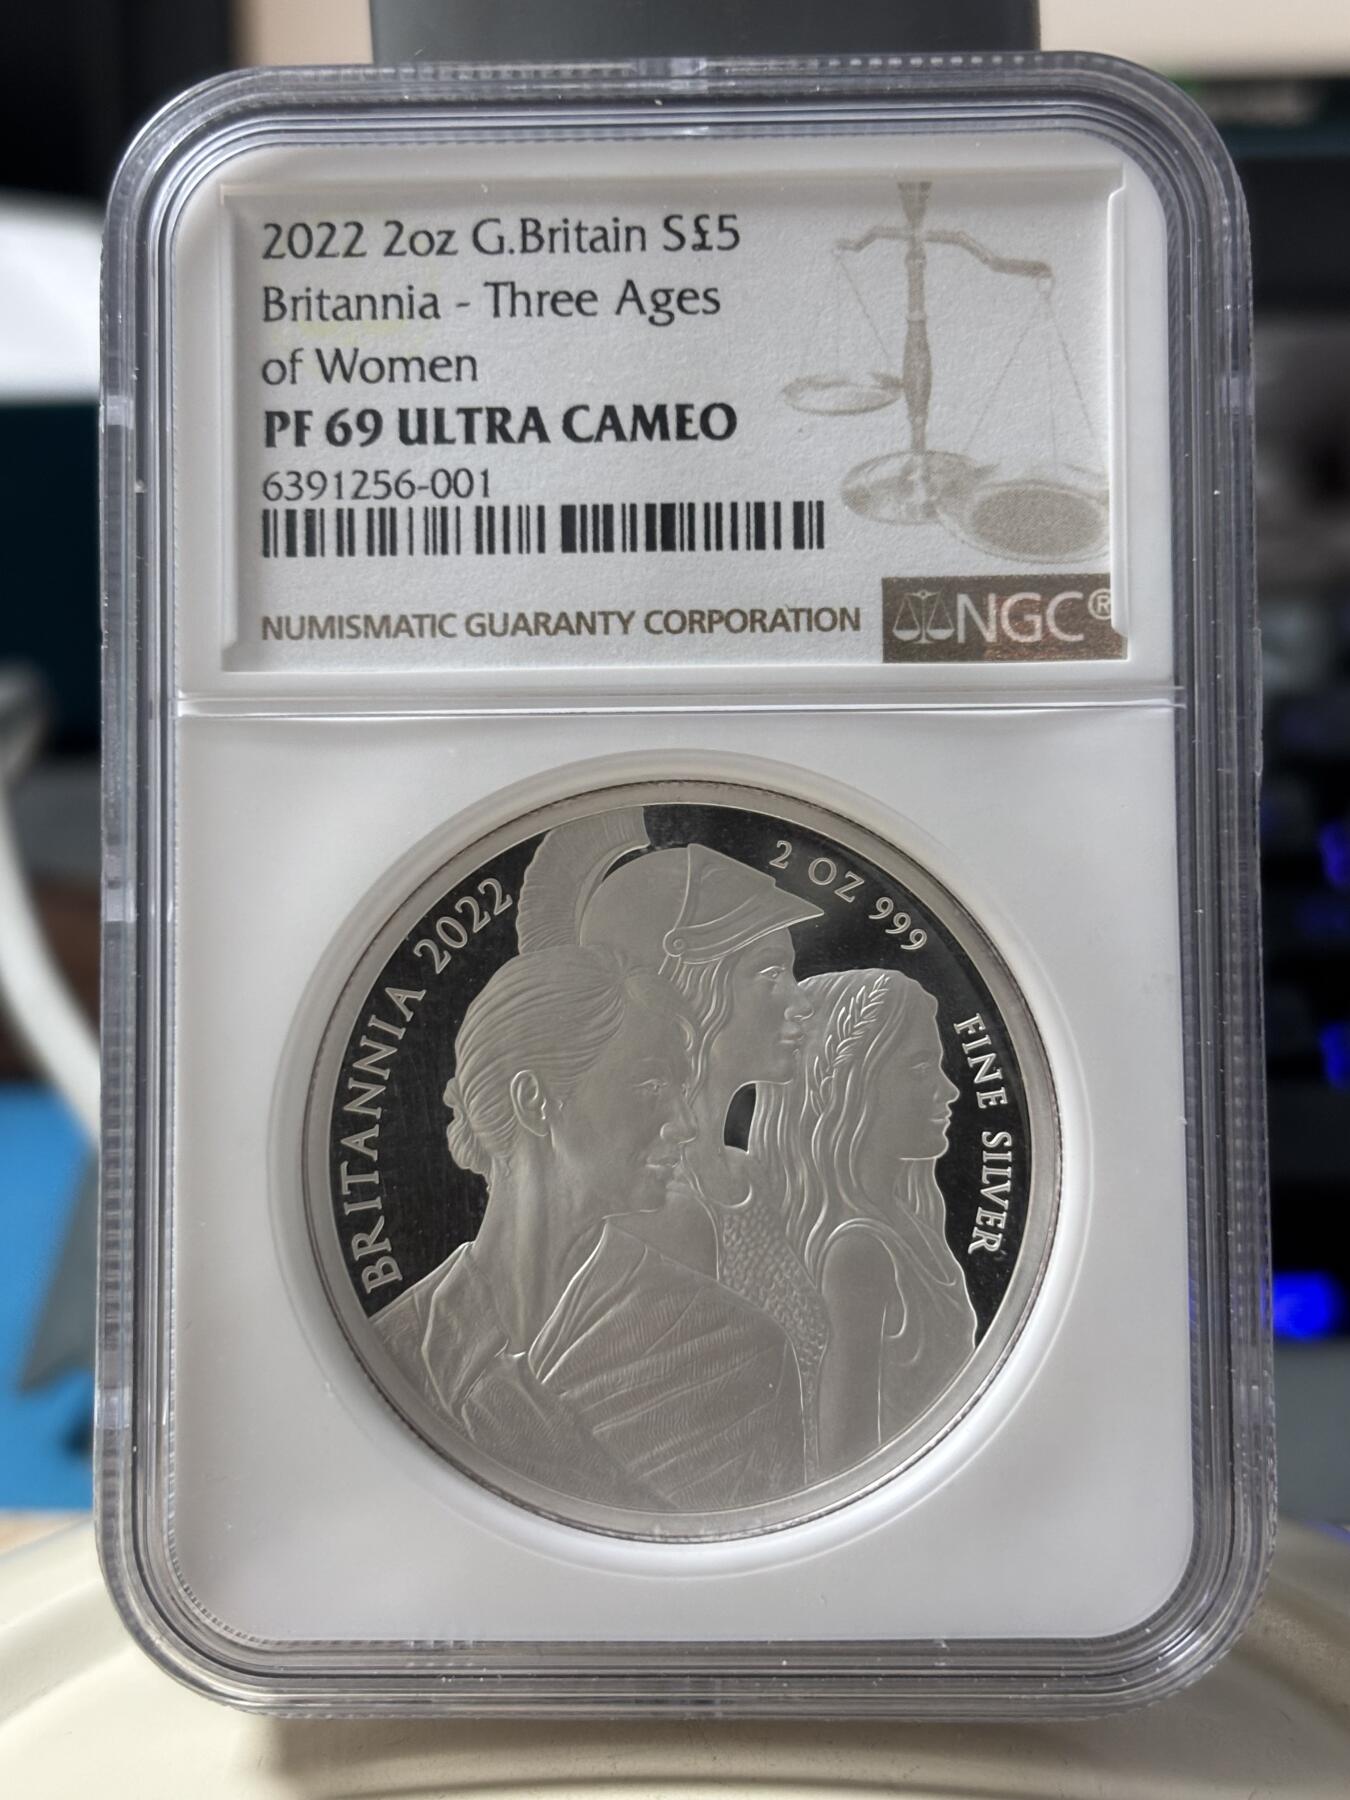 2022 2oz G.Britain S£5
Britannia - Three Ages
of Women
PF 69 ULTRA CAMEO
6391256-001
NUMISMATIC GUARANTY CORPORATION
NGC®
BRITANNIA 2022
2 OZ 999 FINE SILVER